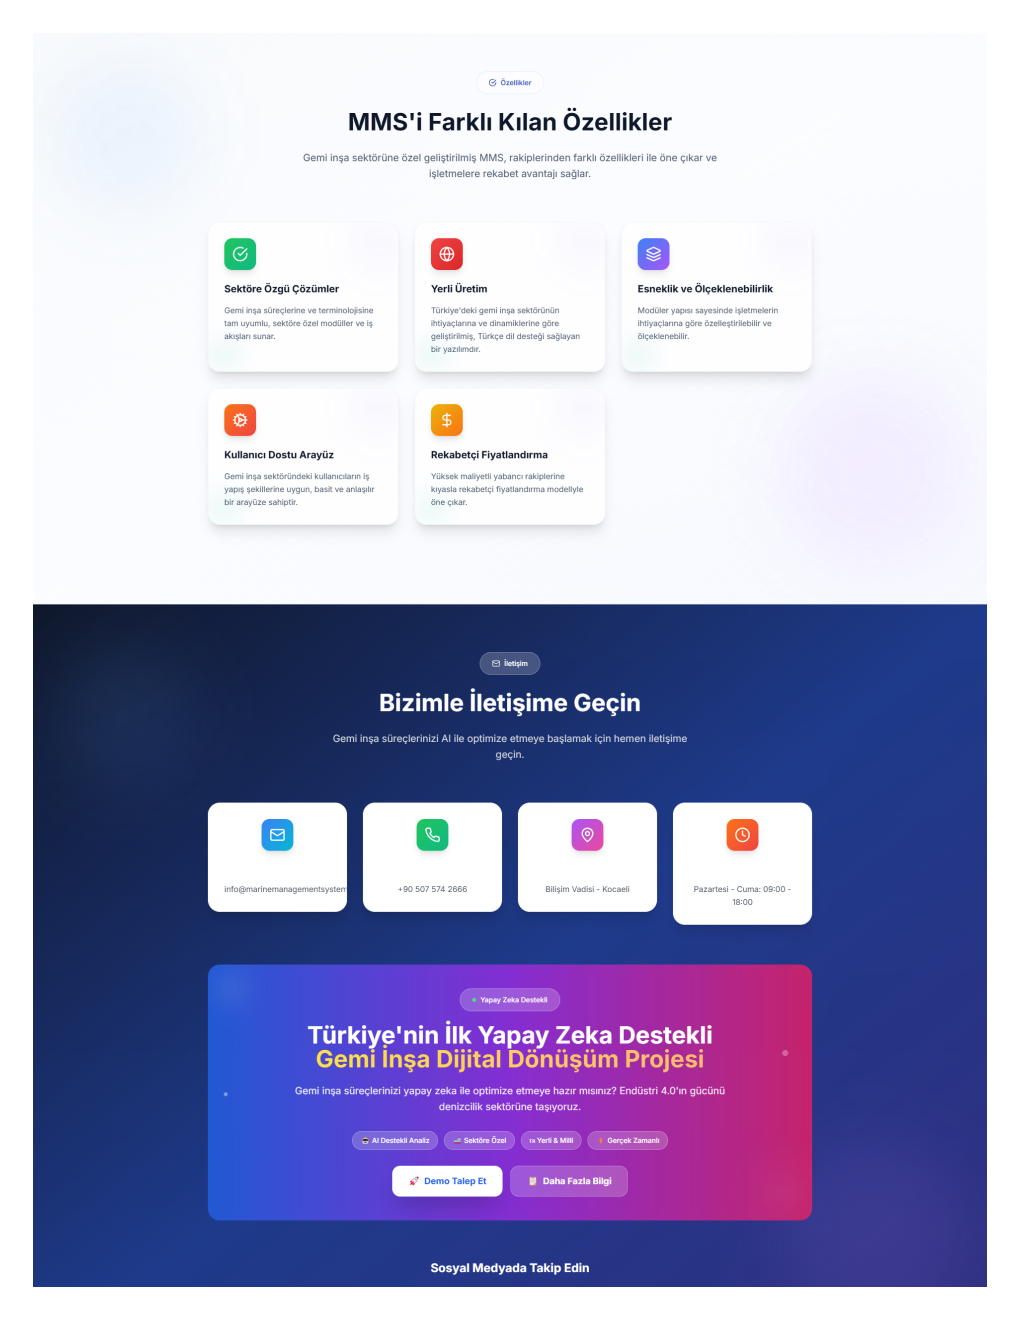 Özellikler
MMS'i Farklı Kılan Özellikler
Gemi inşa sektörüne özel geliştirilmiş MMS, rakiplerinden farklı özellikleri ile öne çıkar ve
işletmelere rekabet avantajı sağlar.
Sektöre Özgü Çözümler
Gemi inşa süreçlerine ve terminolojisine
tam uyumlu, sektöre özel modüller ve iş
akışları sunar.
Yerli Üretim
Türkiye'deki gemi inşa sektörünün
ihtiyaçlarına ve dinamiklerine göre
geliştirilmiş, Türkçe dil desteği sağlayan
bir yazılımdır.
Esneklik ve Ölçeklenebilirlik
Modüler yapısı sayesinde işletmelerin
ihtiyaçlarına göre özelleştirilebilir ve
ölçeklenebilir.
Kullanıcı Dostu Arayüz
Gemi inşa sektöründeki kullanıcıların iş
yapış şekillerine uygun, basit ve anlaşılır
bir arayüze sahiptir.
Rekabetçi Fiyatlandırma
Yüksek maliyetli yabancı rakiplerine
kıyasla rekabetçi fiyatlandırma modeliyle
öne çıkar.
İletişim
Bizimle İletişime Geçin
Gemi inşa süreçlerinizi AI ile optimize etmeye başlamak için hemen iletişime
geçin.
info@marinemanagementsystem
+90 507 574 2666
Bilişim Vadisi - Kocaeli
Pazartesi - Cuma: 09:00 -
18:00
Yapay Zeka Destekli
Türkiye'nin İlk Yapay Zeka Destekli
Gemi İnşa Dijital Dönüşüm Projesi
Gemi inşa süreçlerinizi yapay zeka ile optimize etmeye hazır mısınız? Endüstri 4.0'ın gücünü
denizcilik sektörüne taşıyoruz.
AI Destekli Analiz
Sektöre Özel
TR Yerli & Milli
Gerçek Zamanlı
Demo Talep Et
Daha Fazla Bilgi
Sosyal Medyada Takip Edin